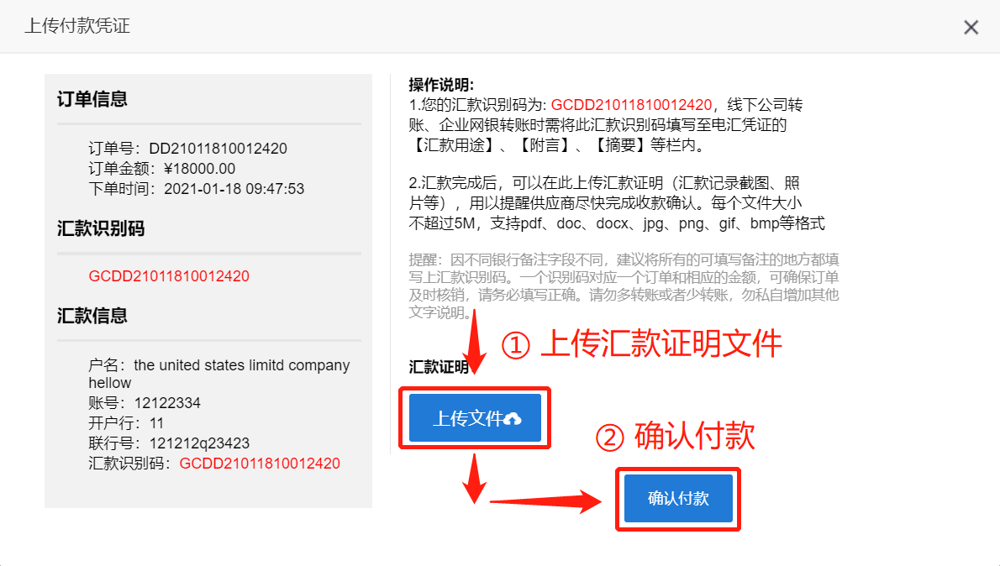 上传付款凭证
订单信息
订单号：DD21011810012420
订单金额：¥18000.00
下单时间：2021-01-18 09:47:53
汇款识别码
GCDD21011810012420
汇款信息
户名：the united states limitd company
hellow
账号：12122334
开户行：11
联行号：121212q23423
汇款识别码：GCDD21011810012420
操作说明:
1.您的汇款识别码为: GCDD21011810012420，线下公司转
账、企业网银转账时需将此汇款识别码填写至电汇凭证的
【汇款用途】、【附言】、【摘要】等栏内。
2.汇款完成后，可以在此上传汇款证明（汇款记录截图、照
片等），用以提醒供应商尽快完成收款确认。每个文件大小
不超过5M，支持pdf、doc、docx、jpg、png、gif、bmp等格式
提醒：因不同银行备注字段不同，建议将所有的可填写备注的地方都填
写上汇款识别码。一个识别码对应一个订单和相应的金额，可确保订单
及时核销，请务必填写正确。请勿多转账或者少转账，勿私自增加其他
文字说明。
① 上传汇款证明文件
汇款证明
上传文件
② 确认付款
确认付款